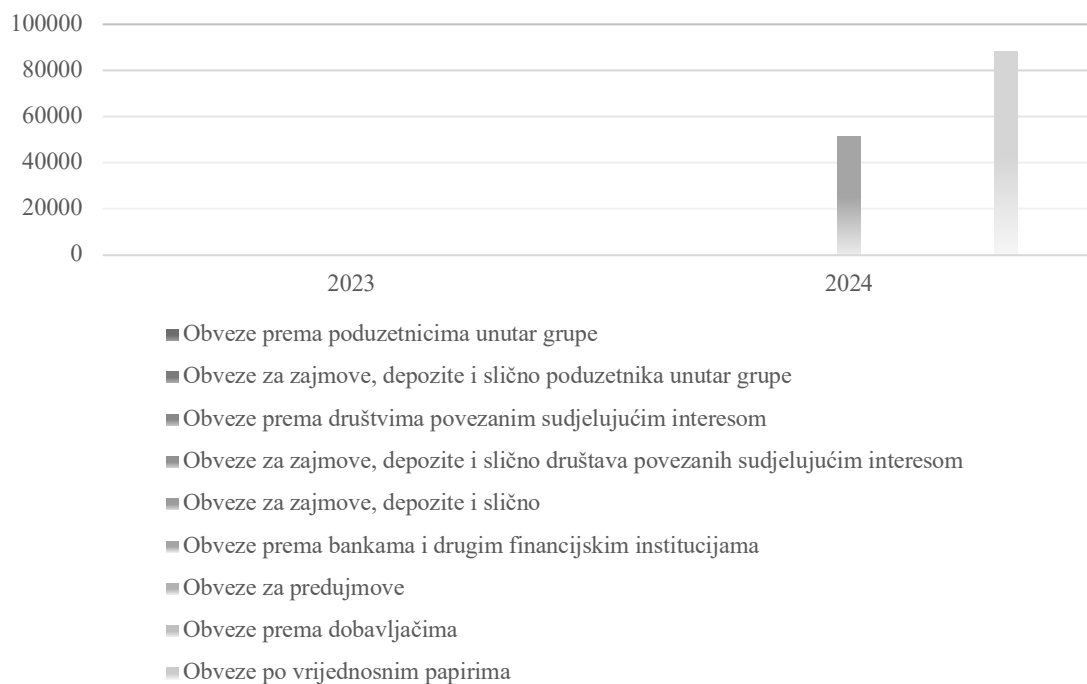 100000
80000
60000
40000
20000
0
2023 2024
Obveze prema poduzetnicima unutar grupe
Obveze za zajmove, depozite i slično poduzetnika unutar grupe
Obveze prema društvima povezanim sudjelujućim interesom
Obveze za zajmove, depozite i slično društava povezanih sudjelujućim interesom
Obveze za zajmove, depozite i slično
Obveze prema bankama i drugim financijskim institucijama
Obveze za predujmove
Obveze prema dobavljačima
Obveze po vrijednosnim papirima